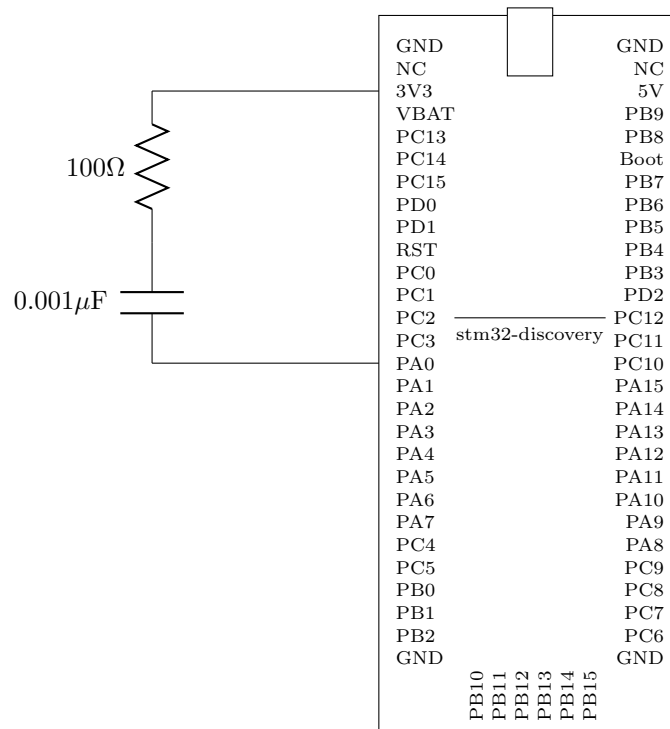 GND
NC
3V3
VBAT
PC13
PC14
PC15
PD0
PD1
RST
PC0
PC1
PC2
PC3
PA0
PA1
PA2
PA3
PA4
PA5
PA6
PA7
PC4
PC5
PB0
PB1
PB2
GND
100Ω
0.001μF
stm32-discovery
GND
NC
5V
PB9
PB8
Boot
PB7
PB6
PB5
PB4
PB3
PD2
PC12
PC11
PC10
PA15
PA14
PA13
PA12
PA11
PA10
PA9
PA8
PC9
PC8
PC7
PC6
GND
PB10
PB11
PB12
PB13
PB14
PB15